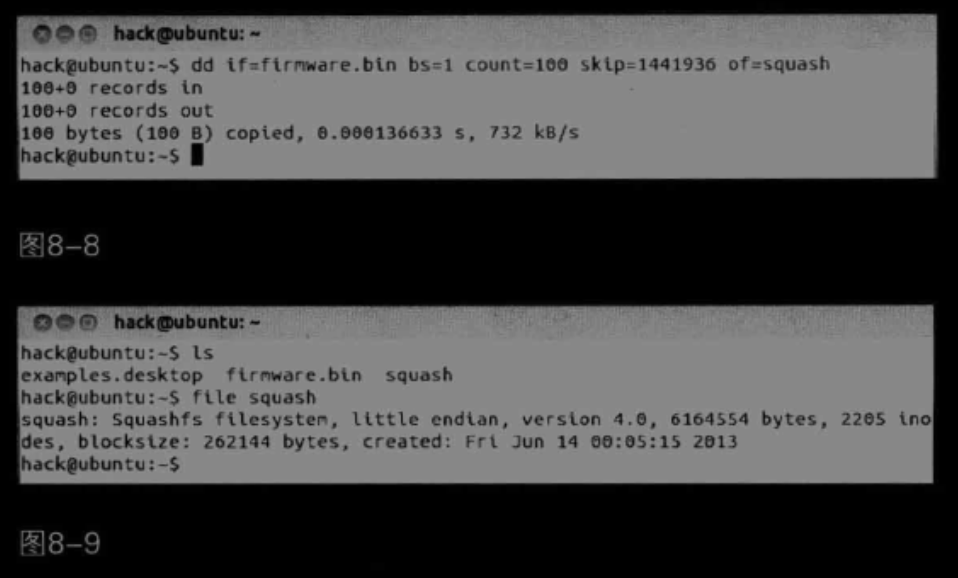 hack@ubuntu: ~
hack@ubuntu:~$ dd if=firmware.bin bs=1 count=100 skip=1441936 of=squash
100+0 records in
100+0 records out
100 bytes (100 B) copied, 0.000136633 s, 732 kB/s
hack@ubuntu:~$
图8-8
hack@ubuntu: ~
hack@ubuntu:~$ ls
examples.desktop firmware.bin squash
hack@ubuntu:~$ file squash
squash: Squashfs filesystem, little endian, version 4.0, 6164554 bytes, 2205 ino
des, blocksize: 262144 bytes, created: Fri Jun 14 00:05:15 2013
hack@ubuntu:~$
图8-9